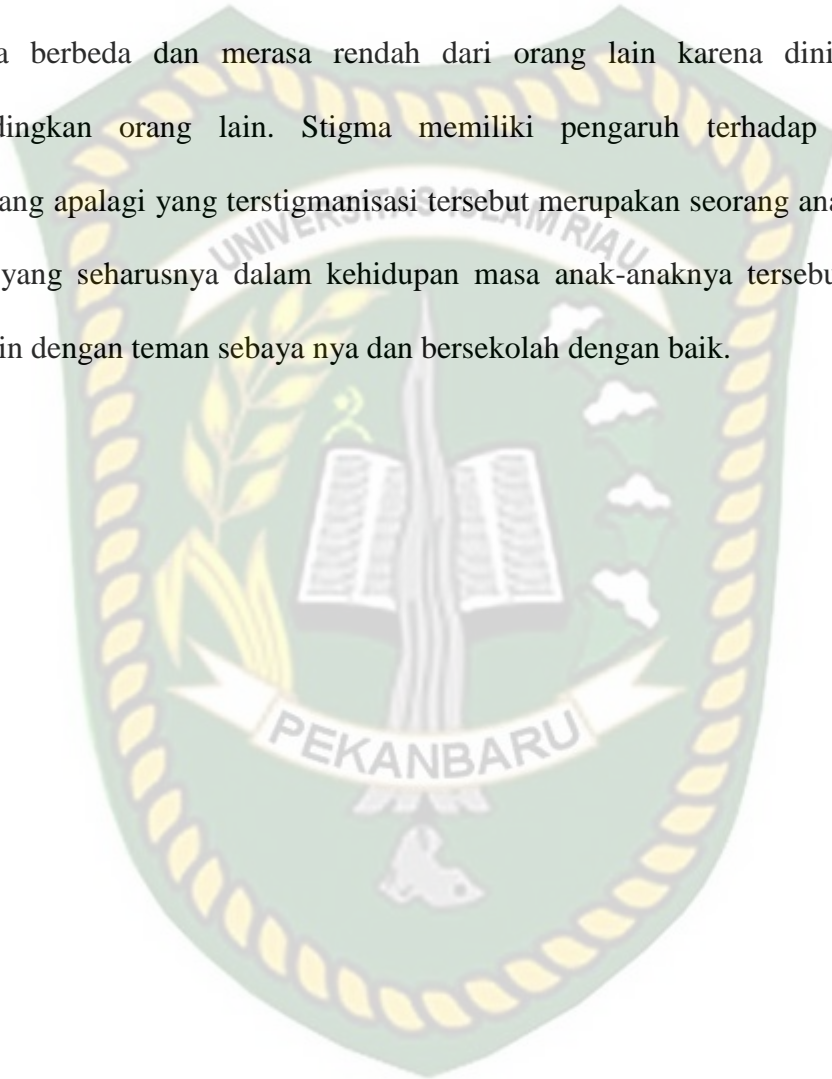 a berbeda dan merasa rendah dari orang lain karena dini
dingkan orang lain. Stigma memiliki pengaruh terhadap
ang apalagi yang terstigmanisasi tersebut merupakan seorang ana
yang seharusnya dalam kehidupan masa anak-anaknya tersebu
in dengan teman sebaya nya dan bersekolah dengan baik.
UNIVERSITAS ISLAM RIAU
PEKANBARU